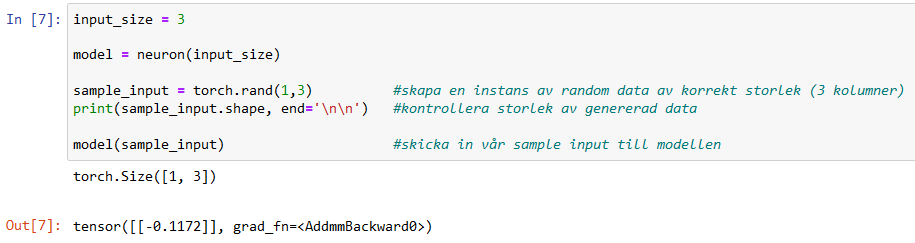 In [7]: input_size = 3
model = neuron(input_size)
sample_input = torch.rand(1,3) #skapa en instans av random data av korrekt storlek (3 kolumner)
print(sample_input.shape, end='\n\n') #kontrollera storlek av genererad data
model(sample_input) #skicka in vår sample input till modellen
torch.Size([1, 3])
Out[7]: tensor([[-0.1172]], grad_fn=<AddmmBackward0>)